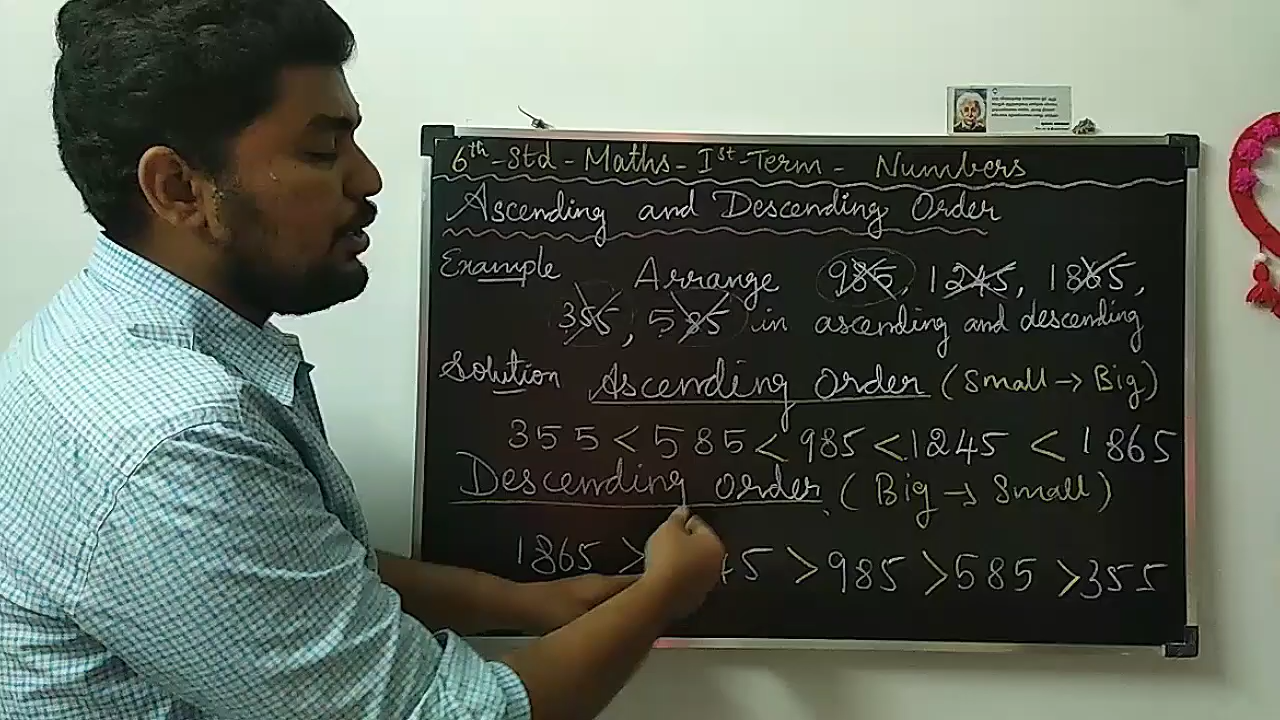 6th-Std-Maths-Ist-Term- Numbers
Ascending and Descending Order
Example Arrange 985, 1245, 1865,
355, 585 in ascending and descending
Solution Ascending Order (Small → Big)
355 < 585 < 985 < 1245 < 1865
Descending Order (Big → Small)
1865 > 45 > 985 > 585 > 355